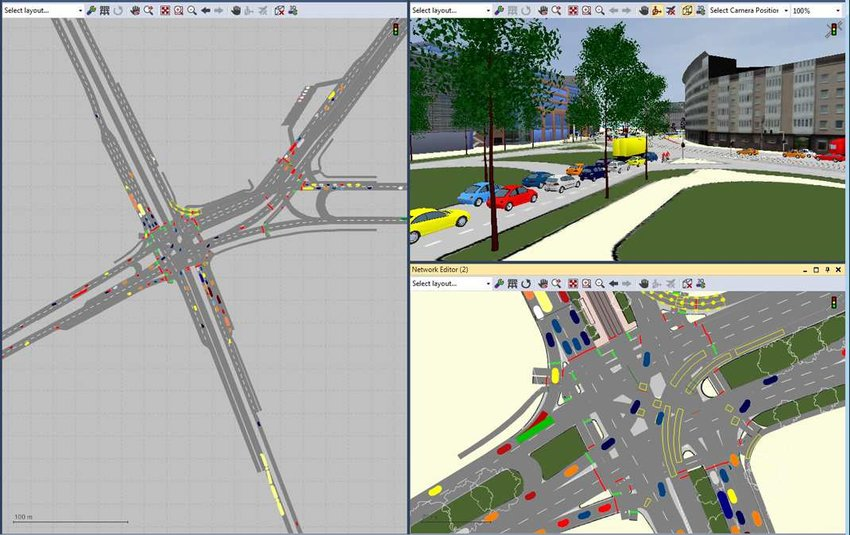 Select layout...
Select layout...
Select Camera Position
100%
Network Editor (2)
Select layout...
100 m